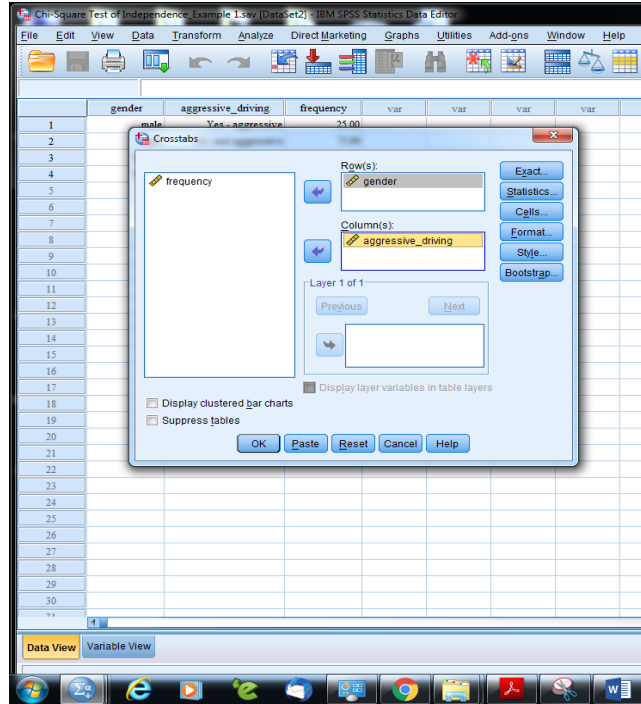 Chi-Square Test of Independence_Example 1.sav [DataSet2] - IBM SPSS Statistics Data Editor
File Edit View Data Transform Analyze Direct Marketing Graphs Utilities Add-ons Window Help
gender aggressive_driving frequency var var var var
1 male Yes - aggressive 25.00
2
Crosstabs
3
4
5
6
7
8
9
10
11
12
13
14
15
16
17
18
19
20
21
22
23
24
25
26
27
28
29
30
frequency
Row(s):
gender
Column(s):
aggressive_driving
Layer 1 of 1
Previous Next
Display layer variables in table layers
Exact...
Statistics...
Cells...
Format...
Style...
Bootstrap...
Display clustered bar charts
Suppress tables
OK Paste Reset Cancel Help
Data View Variable View